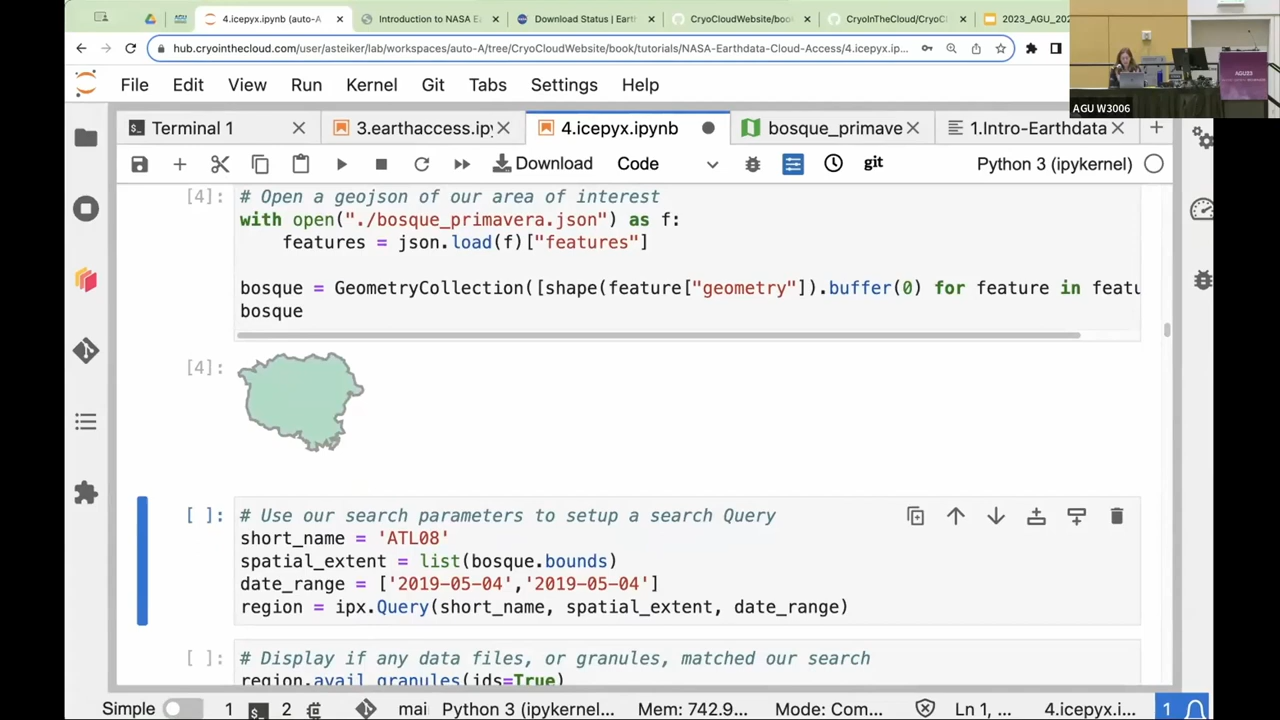 4.icepyx.ipynb (auto-A
Introduction to NASA E
Download Status | Eart
CryoCloudWebsite/boo
CryoInTheCloud/CryoC
2023_AGU_202
hub.cryointhecloud.com/user/asteiker/lab/workspaces/auto-A/tree/CryoCloudWebsite/book/tutorials/NASA-Earthdata-Cloud-Access/4.icepyx.ip...
AGU W3006
File Edit View Run Kernel Git Tabs Settings Help
Terminal 1
3.earthaccess.ipy
4.icepyx.ipynb
bosque_primave
1.Intro-Earthdata
Download
Code
git
Python 3 (ipykernel)
[4]:
# Open a geojson of our area of interest
with open("./bosque_primavera.json") as f:
features = json.load(f)["features"]
bosque = GeometryCollection([shape(feature["geometry"]).buffer(0) for feature in featu
bosque
[4]:
[ ]:
# Use our search parameters to setup a search Query
short_name = 'ATL08'
spatial_extent = list(bosque.bounds)
date_range = ['2019-05-04','2019-05-04']
region = ipx.Query(short_name, spatial_extent, date_range)
[ ]:
# Display if any data files, or granules, matched our search
region.avail_granules(ids=True)
Simple 1 2 mai Python 3 (ipykernel... Mem: 742.9... Mode: Com... Ln 1, ... 4.icepyx.i... 1